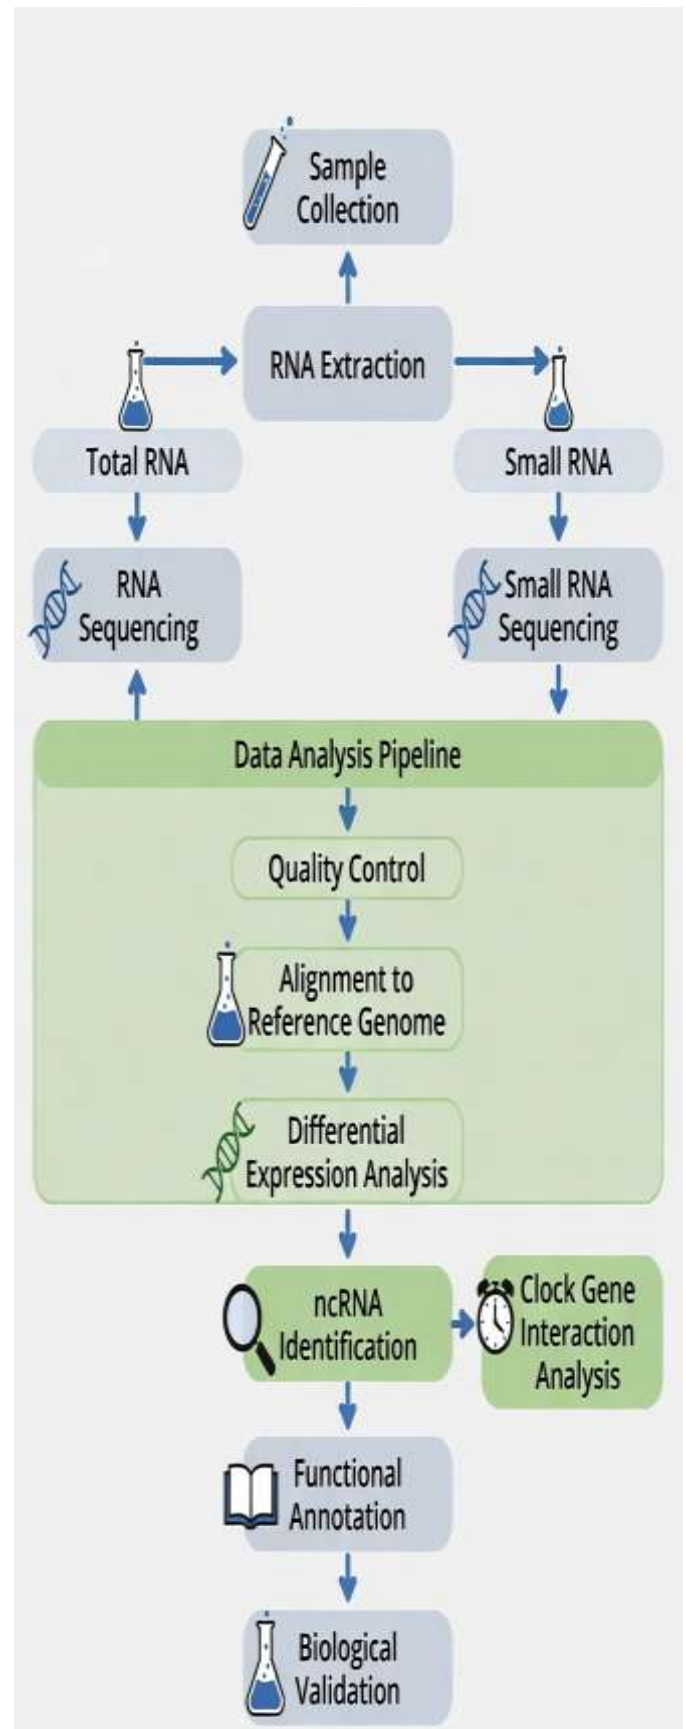 Sample
Collection
RNA Extraction
Total RNA
Small RNA
RNA
Sequencing
Small RNA
Sequencing
Data Analysis Pipeline
Quality Control
Alignment to
Reference Genome
Differential
Expression Analysis
ncRNA
Identification
Clock Gene
Interaction
Analysis
Functional
Annotation
Biological
Validation